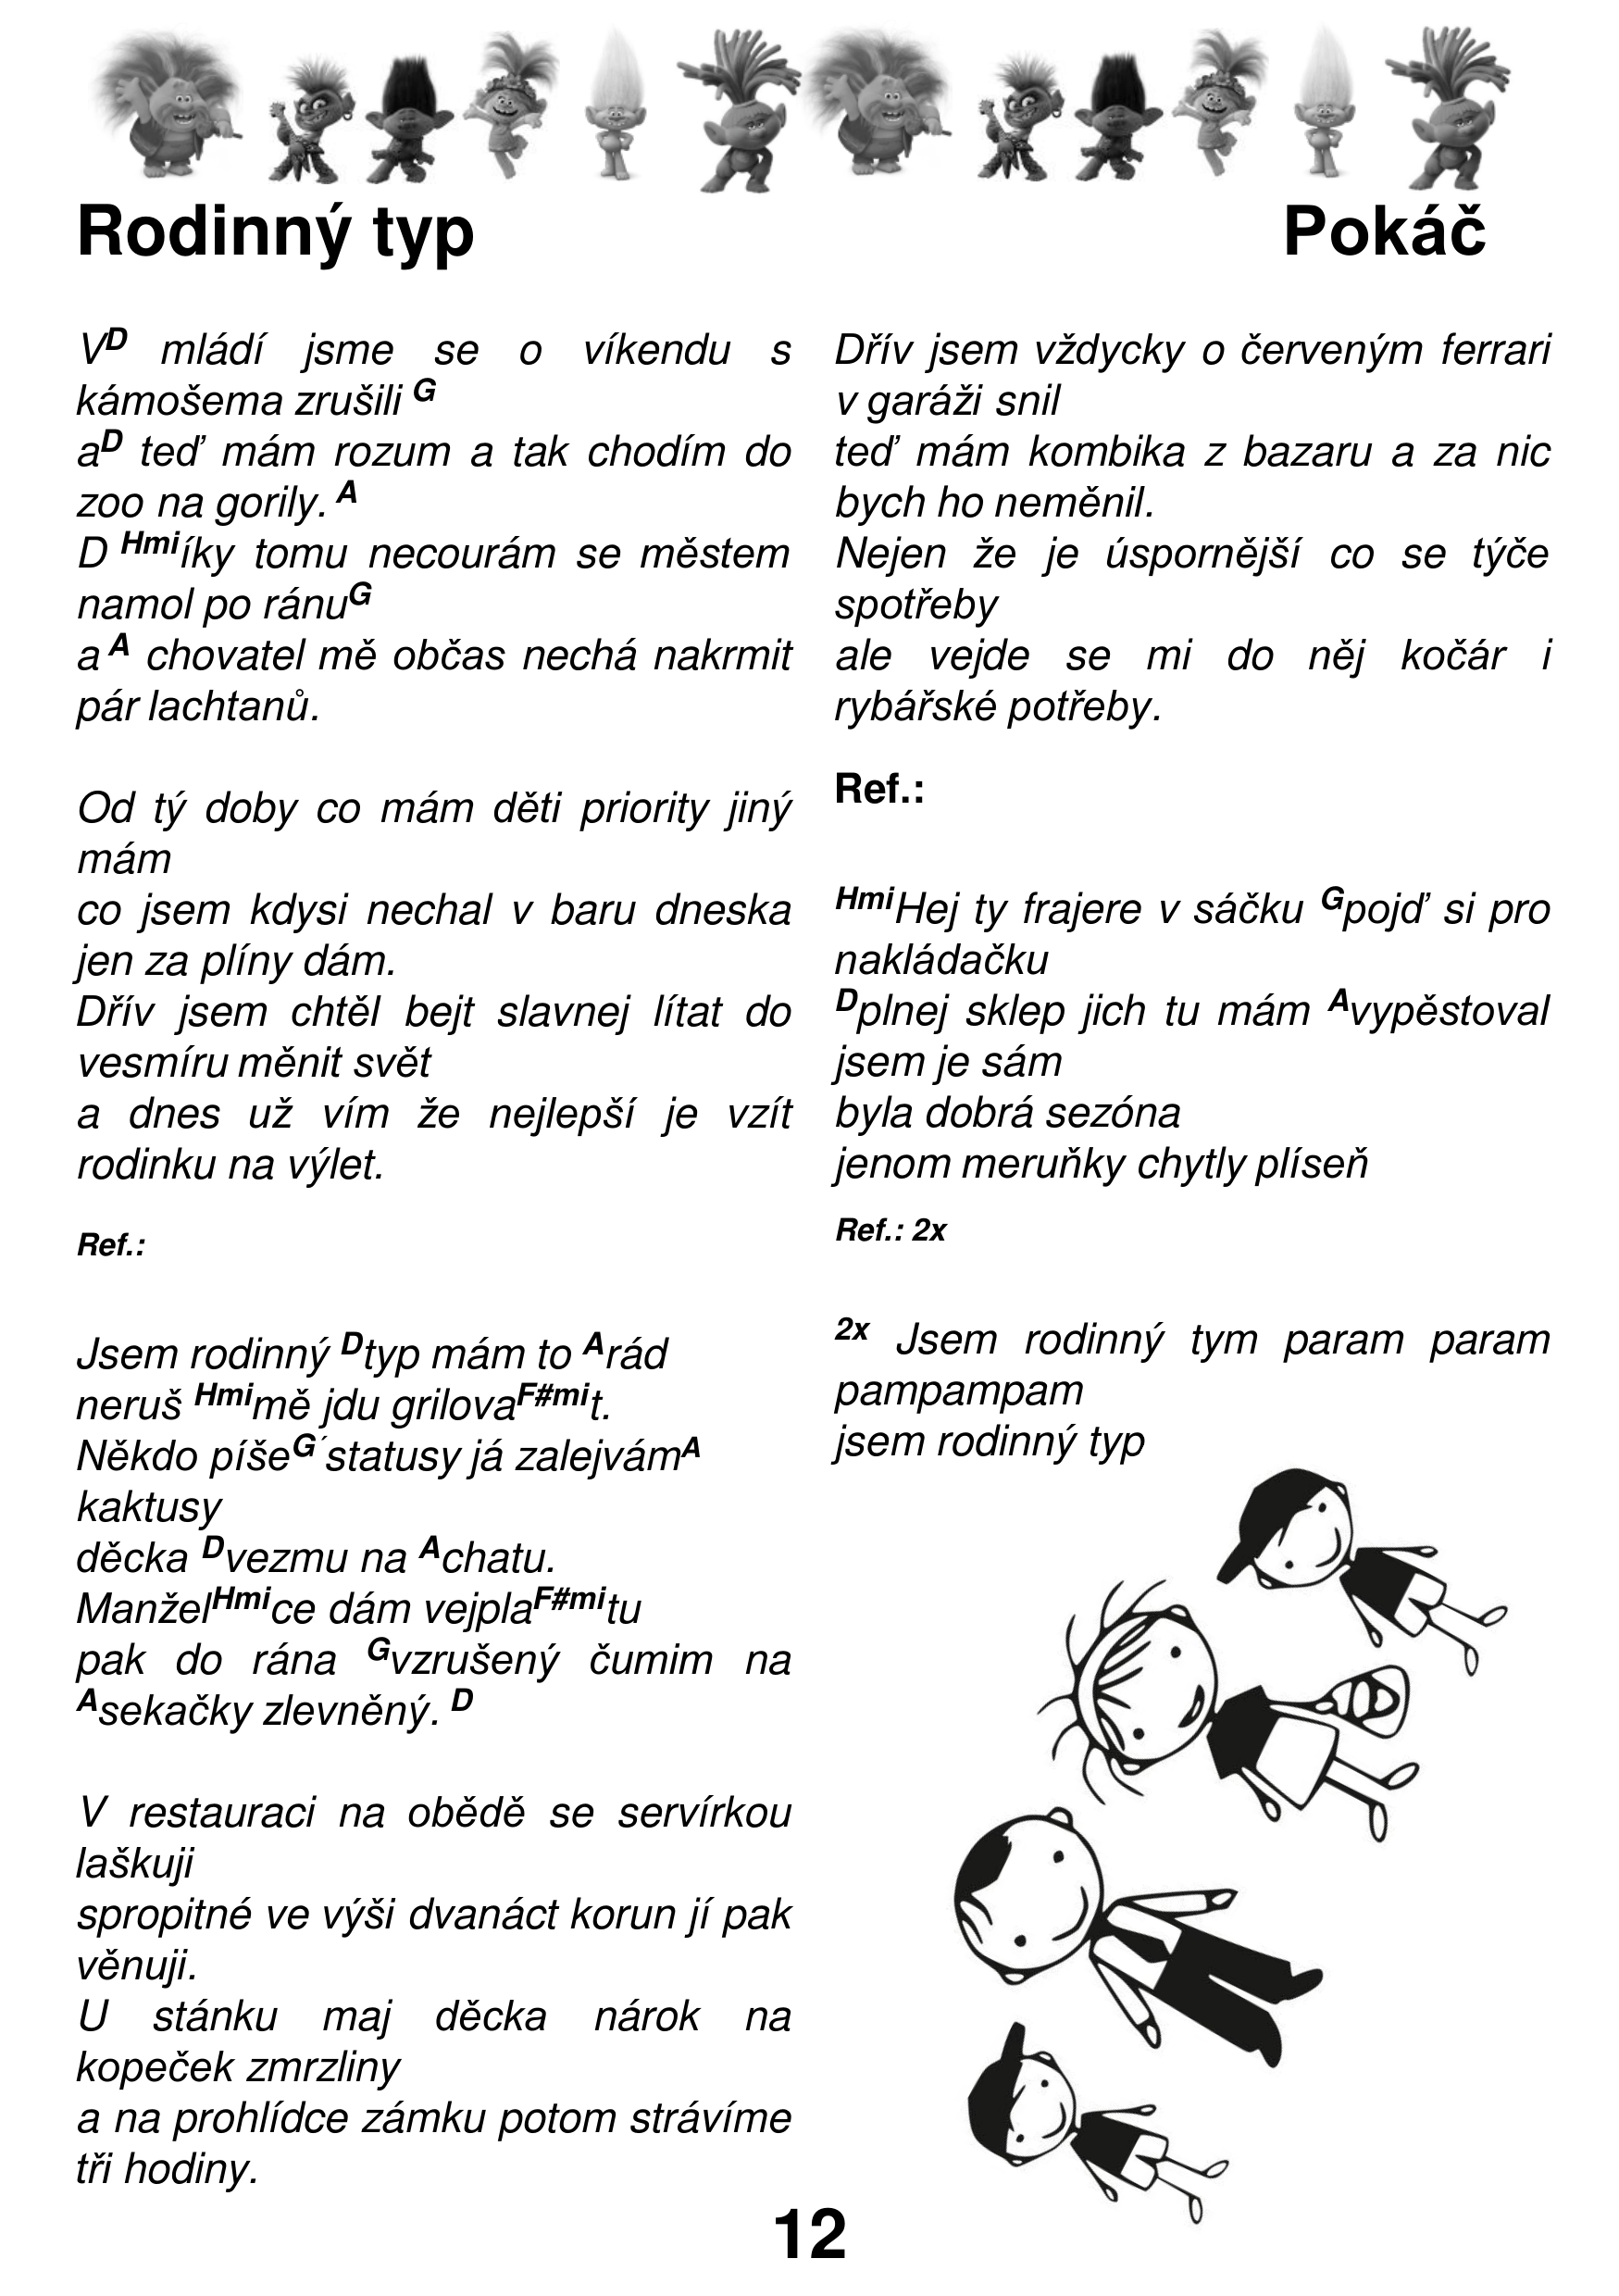 Rodinný typ Pokáč
V^D mládí jsme se o víkendu s
kámošema zrušili ^G
a^D teď mám rozum a tak chodím do
zoo na gorily. ^A
D ^Hmi íky tomu necourám se městem
namol po ránu^G
a ^A chovatel mě občas nechá nakrmit
pár lachtanů.
Od tý doby co mám děti priority jiný
mám
co jsem kdysi nechal v baru dneska
jen za plíny dám.
Dřív jsem chtěl bejt slavnej lítat do
vesmíru měnit svět
a dnes už vím že nejlepší je vzít
rodinku na výlet.
Ref.:
Jsem rodinný ^D typ mám to ^A rád
neruš ^Hmi mě jdu grilova^F#mi t.
Někdo píše^G´ statusy já zalejvám^A
kaktusy
děcka ^D vezmu na ^A chatu.
Manžel^Hmi ce dám vejpla^F#mi tu
pak do rána ^G vzrušený čumim na
^A sekačky zlevněný. ^D
V restauraci na obědě se servírkou
laškuji
spropitné ve výši dvanáct korun jí pak
věnuji.
U stánku maj děcka nárok na
kopeček zmrzliny
a na prohlídce zámku potom strávíme
tři hodiny.
Dřív jsem vždycky o červeným ferrari
v garáži snil
teď mám kombika z bazaru a za nic
bych ho neměnil.
Nejen že je úspornější co se týče
spotřeby
ale vejde se mi do něj kočár i
rybářské potřeby.
Ref.:
^Hmi Hej ty frajere v sáčku ^G pojď si pro
nakládačku
^D plnej sklep jich tu mám ^A vypěstoval
jsem je sám
byla dobrá sezóna
jenom meruňky chytly plíseň
Ref.: 2x
^2x Jsem rodinný tym param param
pampampam
jsem rodinný typ
12